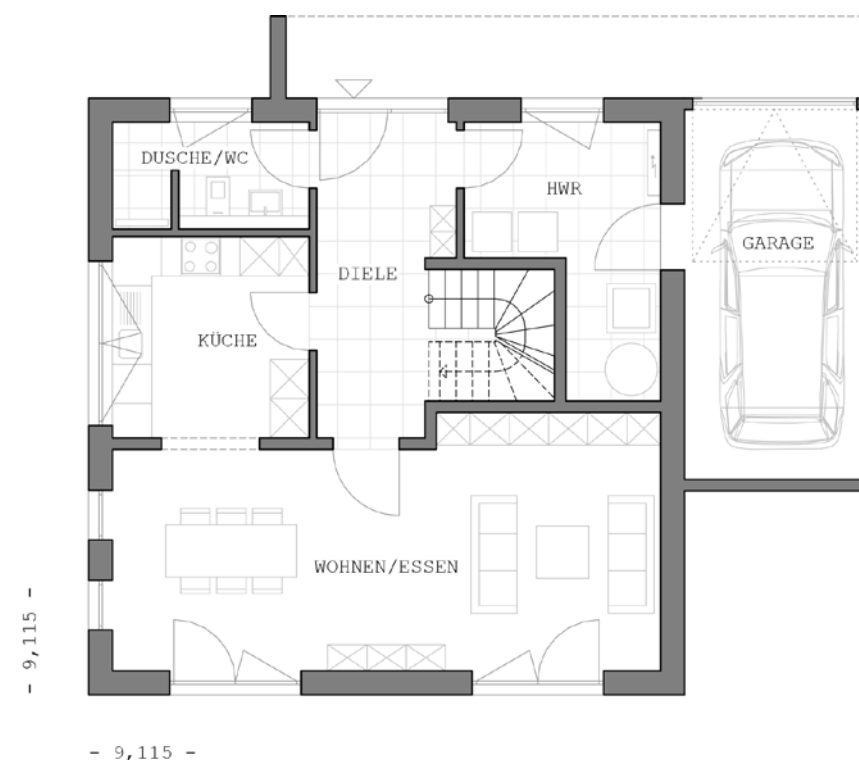 DUSCHE/WC
HWR
GARAGE
DIELE
KÜCHE
WOHNEN/ESSEN
- 9,115 -
- 9,115 -